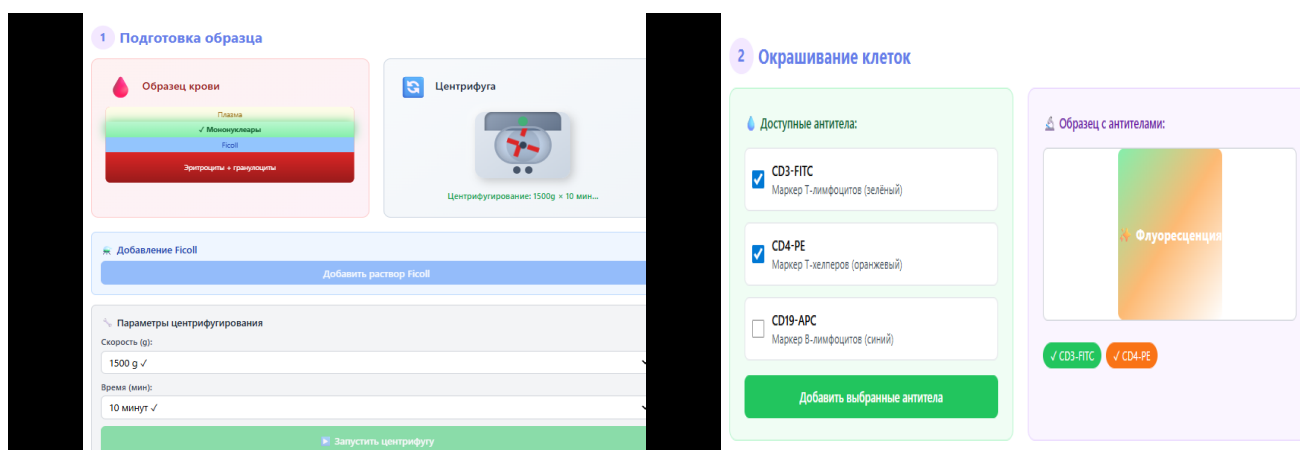 1 Подготовка образца
Образец крови
Плазма
✓ Мононуклеары
Ficoll
Эритроциты + гранулоциты
Центрифуга
Центрифугирование: 1500g × 10 мин...
Добавление Ficoll
Добавить раствор Ficoll
Параметры центрифугирования
Скорость (g):
1500 g ✓
Время (мин):
10 минут ✓
Запустить центрифугу
2 Окрашивание клеток
Доступные антитела:
CD3-FITC
Маркер Т-лимфоцитов (зелёный)
CD4-PE
Маркер Т-хелперов (оранжевый)
CD19-APC
Маркер В-лимфоцитов (синий)
Добавить выбранные антитела
Образец с антителами:
✨ Флуоресценция
✓ CD3-FITC ✓ CD4-PE